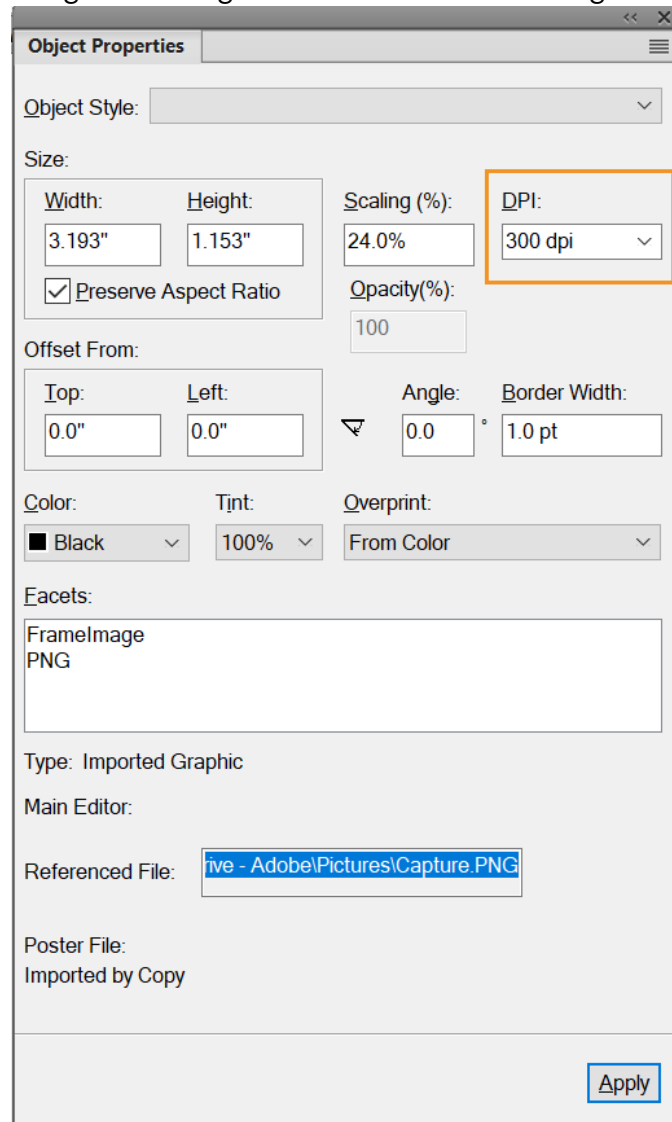 Object Properties
Object Style:
Size:
Width: Height: Scaling (%): DPI:
3.193" 1.153" 24.0% 300 dpi
Preserve Aspect Ratio Opacity(%):
100
Offset From:
Top: Left: Angle: Border Width:
0.0" 0.0" 0.0 ° 1.0 pt
Color: Tint: Overprint:
Black 100% From Color
Facets:
FrameImage
PNG
Type: Imported Graphic
Main Editor:
Referenced File: rive - Adobe\Pictures\Capture.PNG
Poster File:
Imported by Copy
Apply